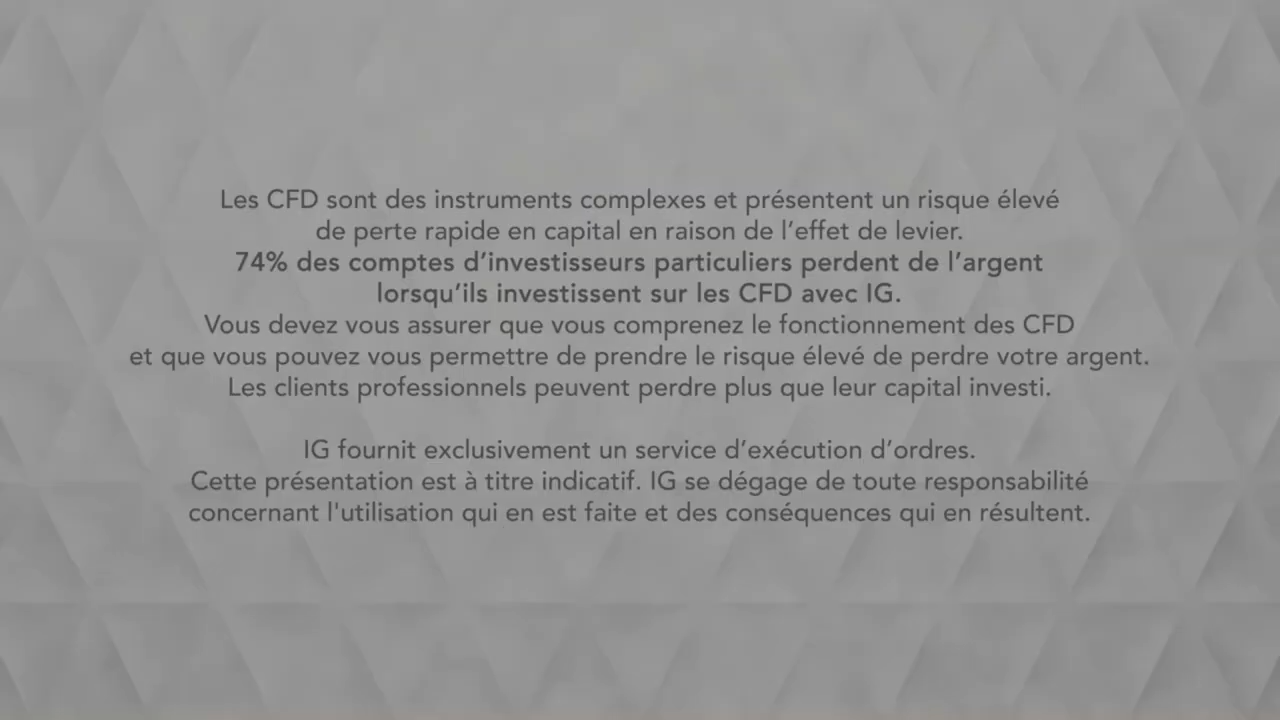 Les CFD sont des instruments complexes et présentent un risque élevé
de perte rapide en capital en raison de l’effet de levier.
74% des comptes d’investisseurs particuliers perdent de l’argent
lorsqu’ils investissent sur les CFD avec IG.
Vous devez vous assurer que vous comprenez le fonctionnement des CFD
et que vous pouvez vous permettre de prendre le risque élevé de perdre votre argent.
Les clients professionnels peuvent perdre plus que leur capital investi.
IG fournit exclusivement un service d’exécution d’ordres.
Cette présentation est à titre indicatif. IG se dégage de toute responsabilité
concernant l'utilisation qui en est faite et des conséquences qui en résultent.